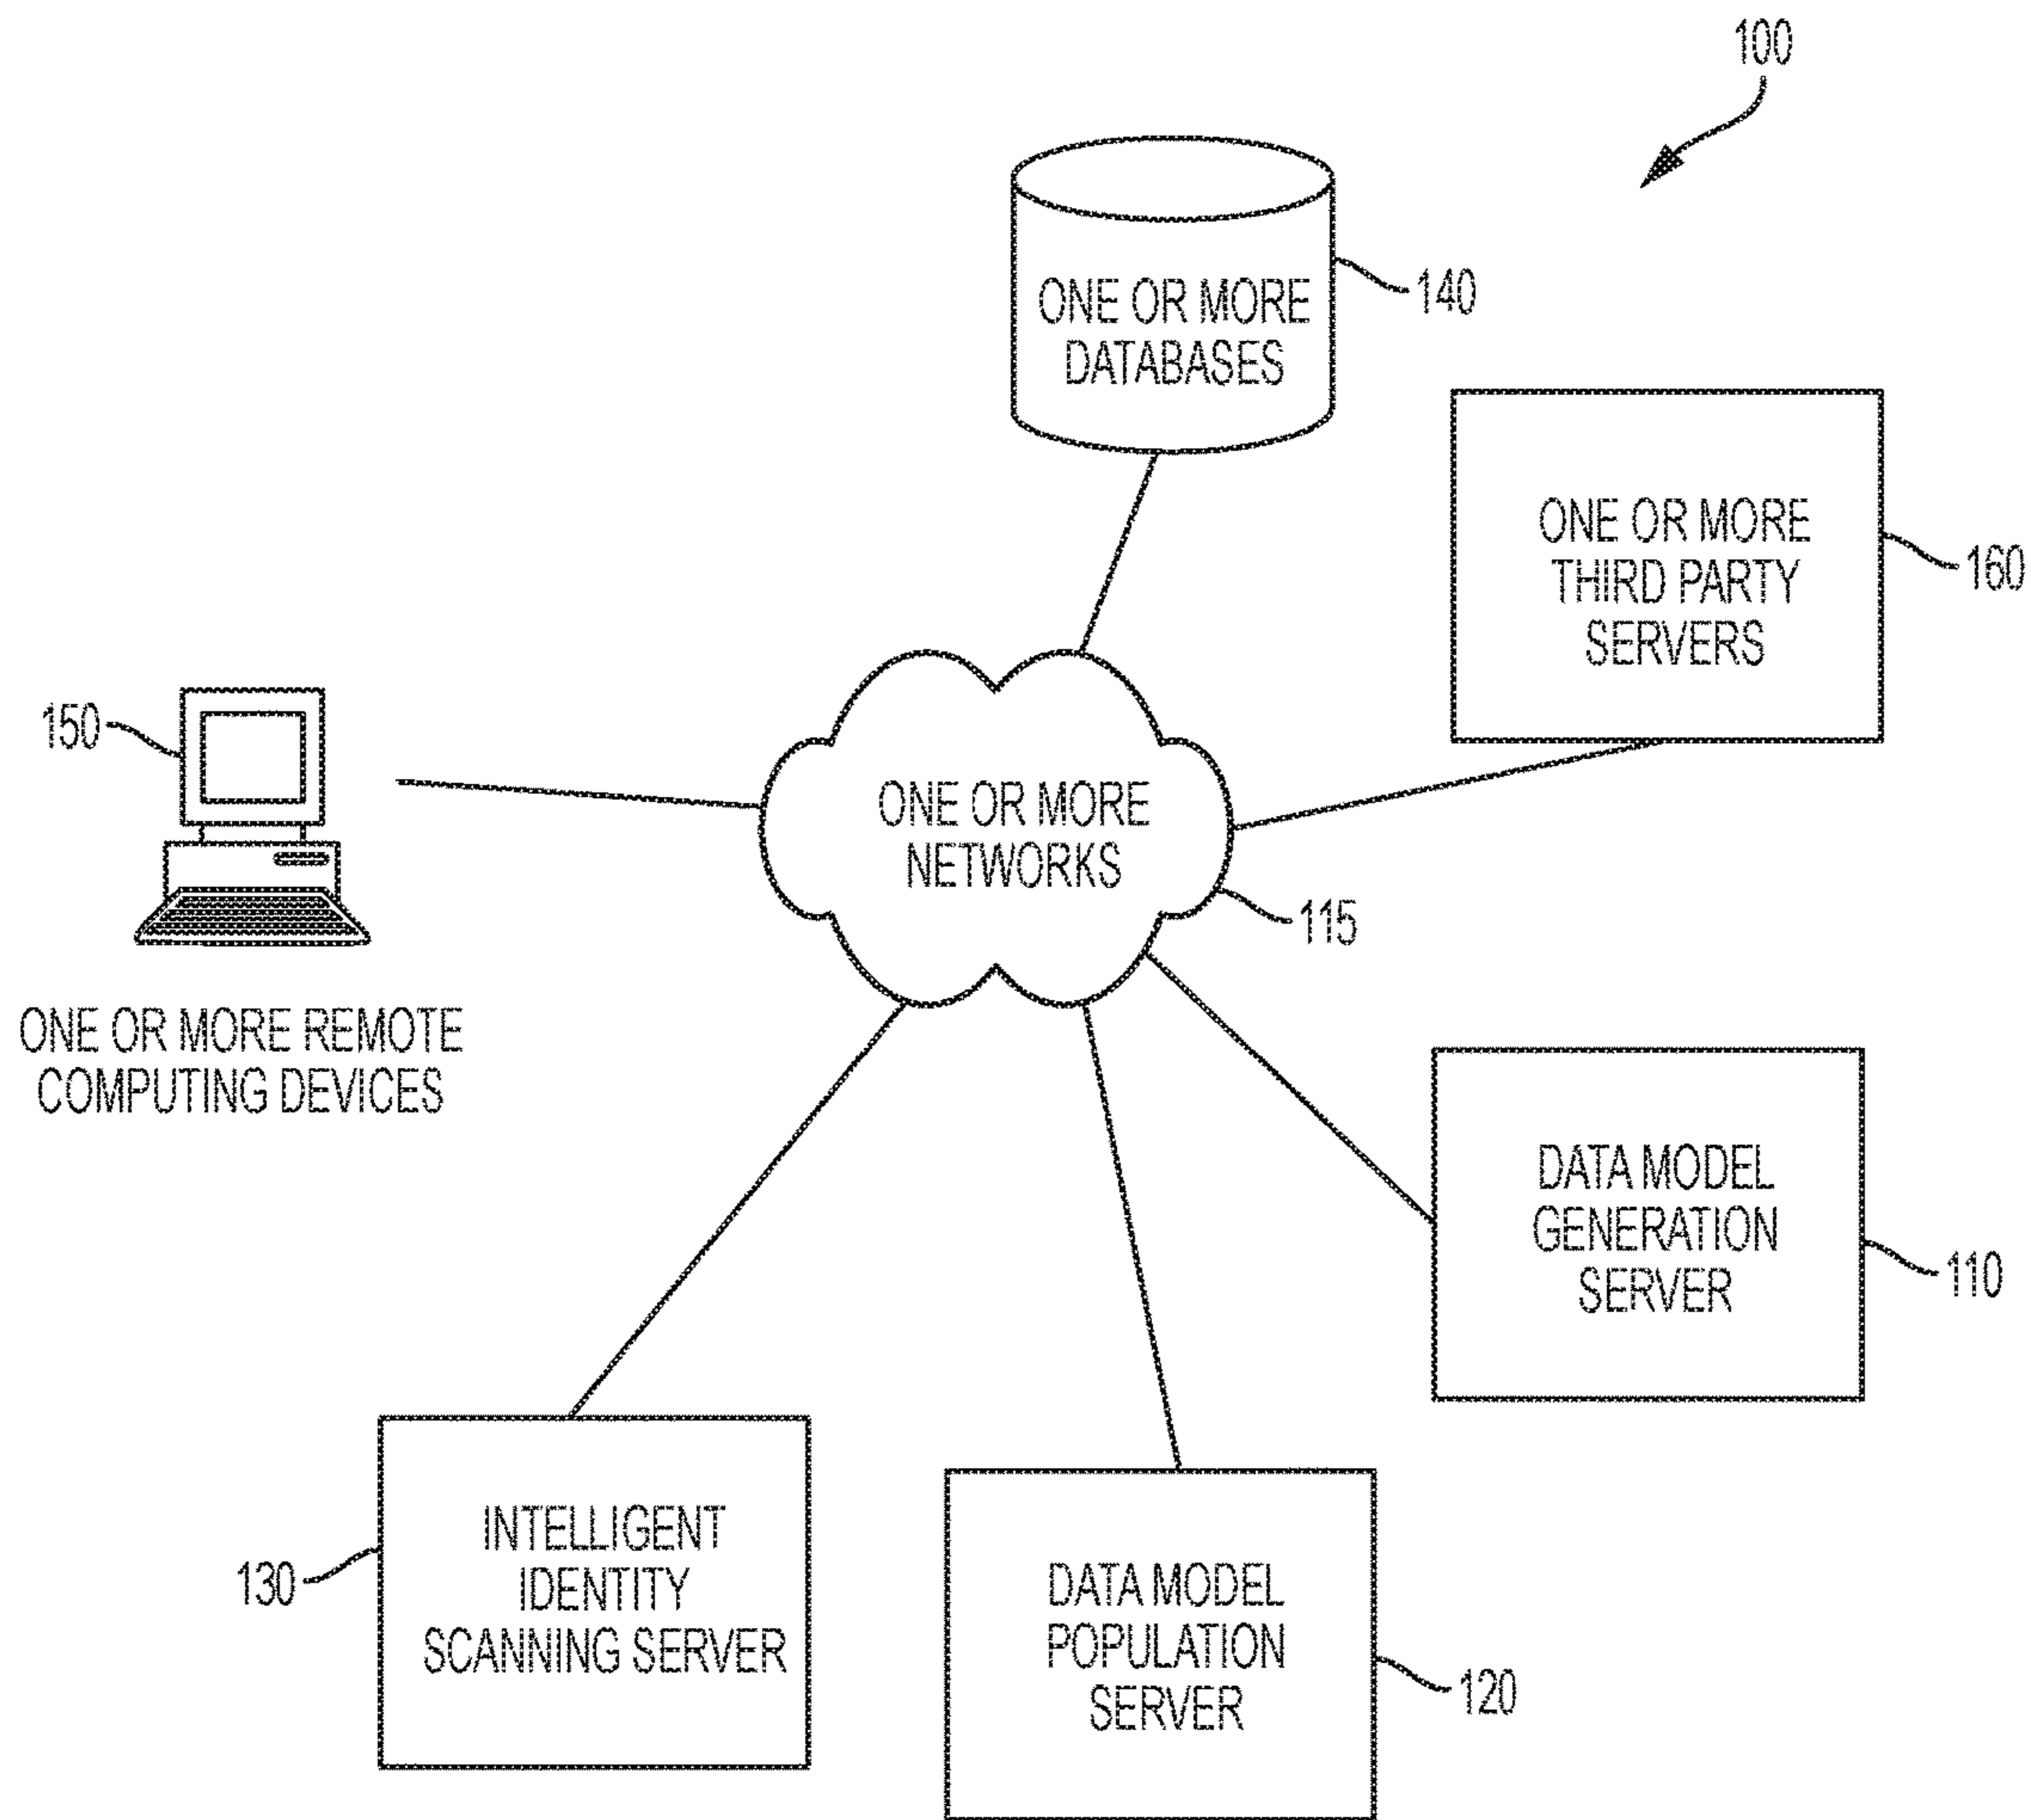 100
ONE OR MORE
DATABASES
140
ONE OR MORE
THIRD PARTY
SERVERS
160
150
ONE OR MORE
NETWORKS
115
ONE OR MORE REMOTE
COMPUTING DEVICES
DATA MODEL
GENERATION
SERVER
110
INTELLIGENT
IDENTITY
SCANNING SERVER
130
DATA MODEL
POPULATION
SERVER
120